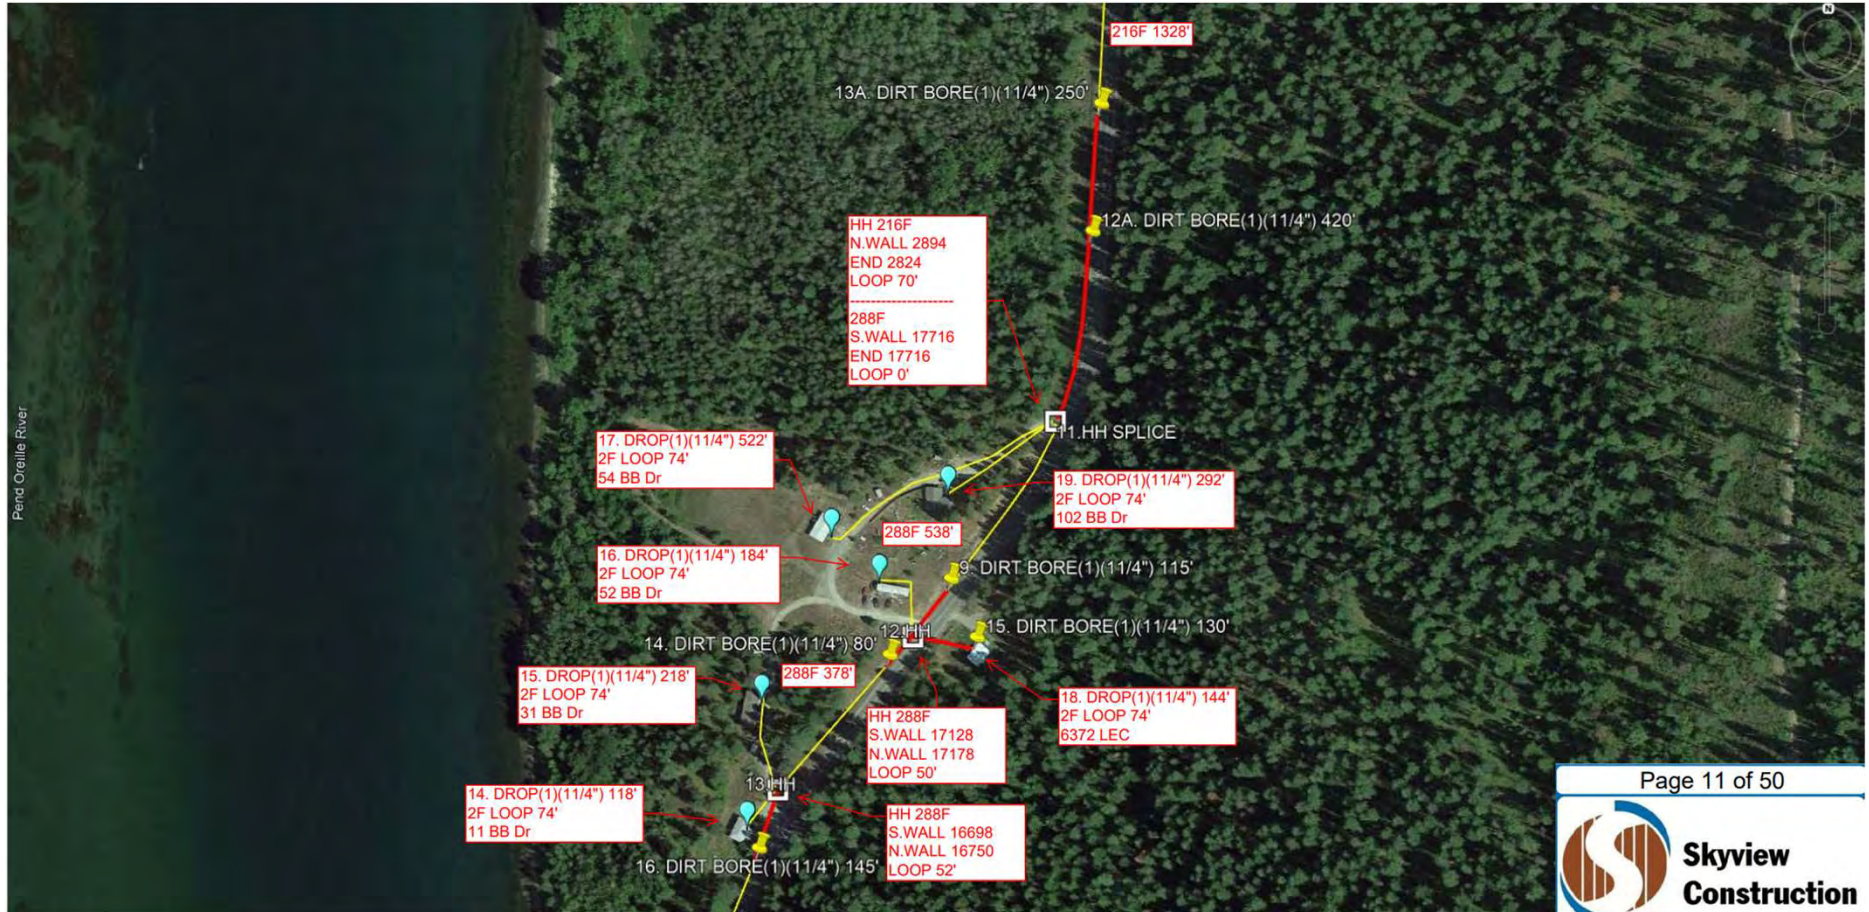 216F 1328'
13A. DIRT BORE(1)(11/4") 250'
12A. DIRT BORE(1)(11/4") 420'
HH 216F
N.WALL 2894
END 2824
LOOP 70'
--------------------
288F
S.WALL 17716
END 17716
LOOP 0'
11.HH SPLICE
17. DROP(1)(11/4") 522'
2F LOOP 74'
54 BB Dr
19. DROP(1)(11/4") 292'
2F LOOP 74'
102 BB Dr
288F 538'
16. DROP(1)(11/4") 184'
2F LOOP 74'
52 BB Dr
9. DIRT BORE(1)(11/4") 115'
12.HH
15. DIRT BORE(1)(11/4") 130'
14. DIRT BORE(1)(11/4") 80'
288F 378'
15. DROP(1)(11/4") 218'
2F LOOP 74'
31 BB Dr
18. DROP(1)(11/4") 144'
2F LOOP 74'
6372 LEC
HH 288F
S.WALL 17128
N.WALL 17178
LOOP 50'
13.HH
14. DROP(1)(11/4") 118'
2F LOOP 74'
11 BB Dr
HH 288F
S.WALL 16698
N.WALL 16750
LOOP 52'
16. DIRT BORE(1)(11/4") 145'
Pend Oreille River
N
Page 11 of 50
Skyview
Construction